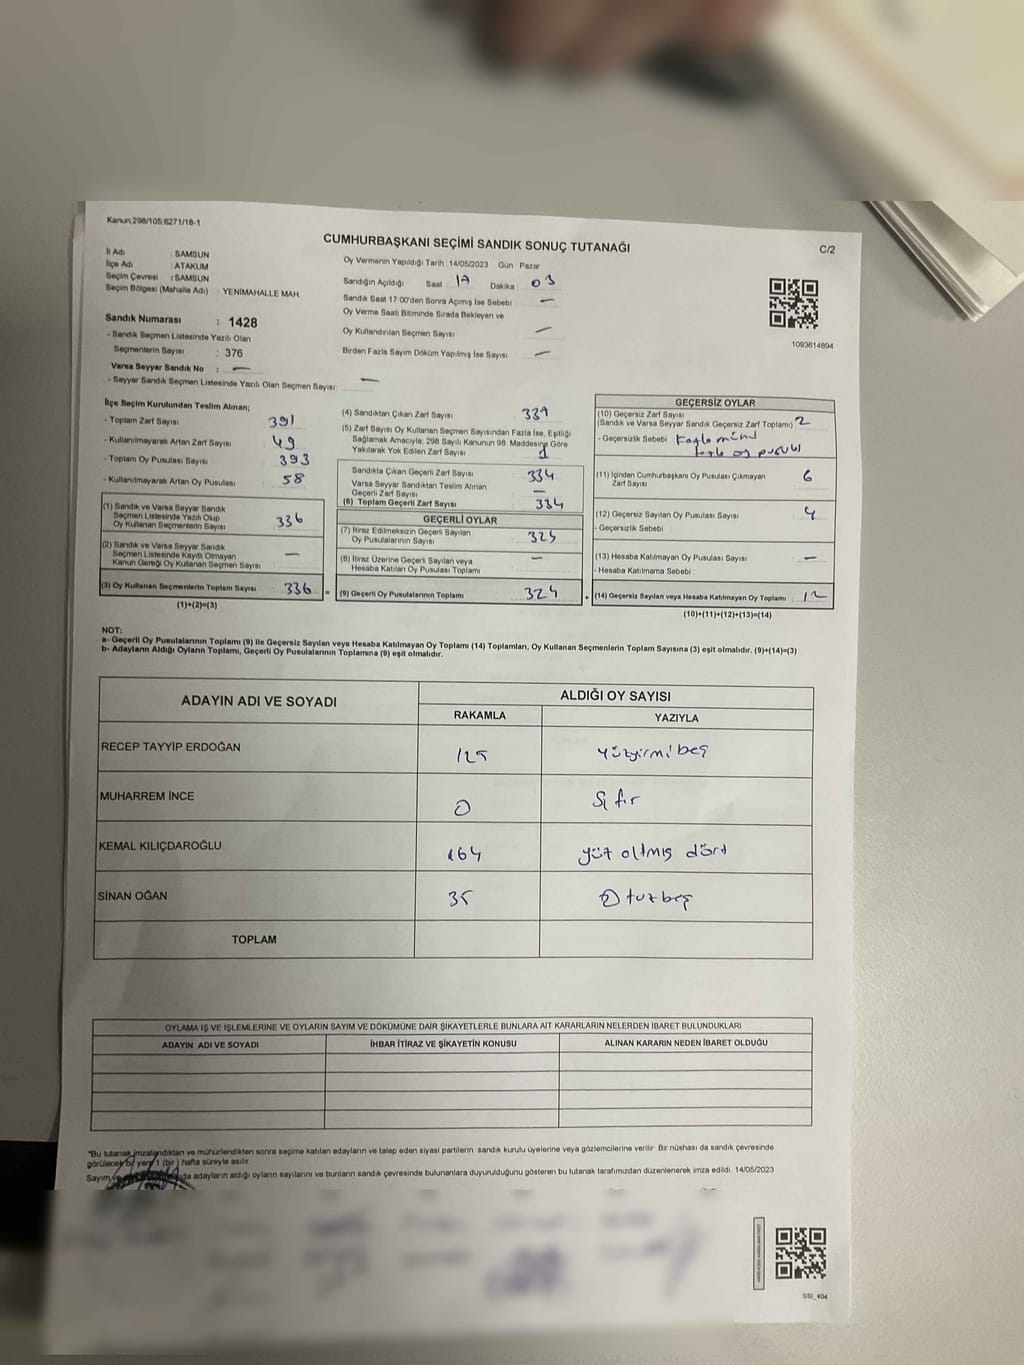 Kanun;298/105,6271/18-1
CUMHURBAŞKANI SEÇİMİ SANDIK SONUÇ TUTANAĞI
C/2
İl Adı : SAMSUN
İlçe Adı : ATAKUM
Seçim Çevresi : SAMSUN
Seçim Bölgesi (Mahalle Adı) : YENİMAHALLE MAH.
Oy Vermenin Yapıldığı Tarih : 14/05/2023 Gün Pazar
Sandığın Açıldığı Saat : 17 Dakika : 03
Sandık Saat 17:00'den Sonra Açımış İse Sebebi : —
Oy Verme Saati Bitiminde Sırada Bekleyen ve
Oy Kullandırılan Seçmen Sayısı —
Birden Fazla Sayım Döküm Yapılmış İse Sayısı —
1093614894
Sandık Numarası : 1428
- Sandık Seçmen Listesinde Yazılı Olan
Seçmenlerin Sayısı : 376
Varsa Seyyar Sandık No : —
- Seyyar Sandık Seçmen Listesinde Yazılı Olan Seçmen Sayısı: —
İlçe Seçim Kurulundan Teslim Alınan;
- Toplam Zarf Sayısı 391
- Kullanılmayarak Artan Zarf Sayısı 49
- Toplam Oy Pusulası Sayısı 393
- Kullanılmayarak Artan Oy Pusulası 58
(1) Sandık ve Varsa Seyyar Sandık
Seçmen Listesinde Yazılı Olup
Oy Kullanan Seçmenlerin Sayısı 336
(2) Sandık ve Varsa Seyyar Sandık
Seçmen Listesinde Kayıtlı Olmayan
Kanun Gereği Oy Kullanan Seçmen Sayısı —
(3) Oy Kullanan Seçmenlerin Toplam Sayısı 336
(1)+(2)=(3)
(4) Sandıktan Çıkan Zarf Sayısı
(5) Zarf Sayısı Oy Kullanan Seçmen Sayısından Fazla İse, Eşitliği
Sağlamak Amacıyla, 298 Sayılı Kanunun 98. Maddesine Göre
Yakılarak Yok Edilen Zarf Sayısı
Sandıkta Çıkan Geçerli Zarf Sayısı 334
Varsa Seyyar Sandıktan Teslim Alınan
Geçerli Zarf Sayısı —
(6) Toplam Geçerli Zarf Sayısı 334
GEÇERLİ OYLAR
(7) İtiraz Edilmeksizin Geçerli Sayılan
Oy Pusulalarının Sayısı 324
(8) İtiraz Üzerine Geçerli Sayılan veya
Hesaba Katılan Oy Pusulası Toplamı —
= (9) Geçerli Oy Pusulalarının Toplamı 324
GEÇERSİZ OYLAR
(10) Geçersiz Zarf Sayısı
(Sandık ve Varsa Seyyar Sandık Geçersiz Zarf Toplamı) 2
- Geçersizlik Sebebi
fazla oy pusulası
(11) İçinden Cumhurbaşkanı Oy Pusulası Çıkmayan
Zarf Sayısı 6
(12) Geçersiz Sayılan Oy Pusulası Sayısı 4
- Geçersizlik Sebebi
(13) Hesaba Katılmayan Oy Pusulası Sayısı —
- Hesaba Katılmama Sebebi :
+ (14) Geçersiz Sayılan veya Hesaba Katılmayan Oy Toplamı 12
(10)+(11)+(12)+(13)=(14)
NOT:
a- Geçerli Oy Pusulalarının Toplamı (9) ile Geçersiz Sayılan veya Hesaba Katılmayan Oy Toplamı (14) Toplamları, Oy Kullanan Seçmenlerin Toplam Sayısına (3) eşit olmalıdır. (9)+(14)=(3)
b- Adayların Aldığı Oyların Toplamı, Geçerli Oy Pusulalarının Toplamına (9) eşit olmalıdır.
ADAYIN ADI VE SOYADI
ALDIĞI OY SAYISI
RAKAMLA YAZIYLA
RECEP TAYYİP ERDOĞAN 125 yüzyirmibeş
MUHARREM İNCE 0 Sıfır
KEMAL KILIÇDAROĞLU 164 yüz altmış dört
SİNAN OĞAN 35 Otuzbeş
TOPLAM
OYLAMA İŞ VE İŞLEMLERİNE VE OYLARIN SAYIM VE DÖKÜMÜNE DAİR ŞİKAYETLERLE BUNLARA AİT KARARLARIN NELERDEN İBARET BULUNDUKLARI
ADAYIN ADI VE SOYADI İHBAR İTİRAZ VE ŞİKAYETİN KONUSU ALINAN KARARIN NEDEN İBARET OLDUĞU
*Bu tutanak imzalandıktan ve mühürlendikten sonra seçime katılan adayların ve talep eden siyasi partilerin sandık kurulu üyelerine veya gözlemcilerine verilir. Bir nüshası da sandık çevresinde
görülecek bir yere 1 (bir) hafta süreyle asılır.
Sayım adayların aldığı oyların sayılarını ve bunların sandık çevresinde bulunanlara duyurulduğunu gösteren bu tutanak tarafımızdan düzenlenerek imza edildi. 14/05/2023
SSI_404